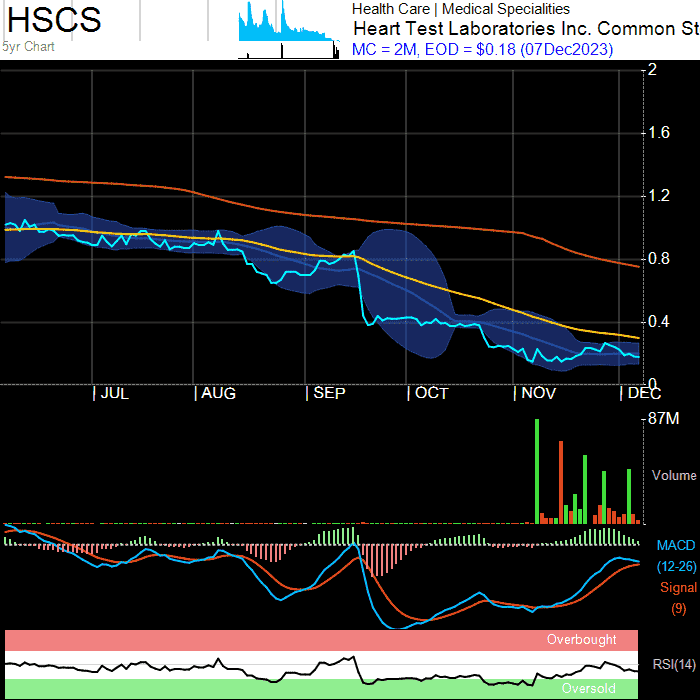 HSCS
5yr Chart
Health Care | Medical Specialities
Heart Test Laboratories Inc. Common St
MC = 2M, EOD = $0.18 (07Dec2023)
2
1.6
1.2
0.8
0.4
0
| JUL | AUG | SEP | OCT | NOV | DEC
87M
Volume
MACD
(12-26)
Signal
(9)
Overbought
RSI(14)
Oversold